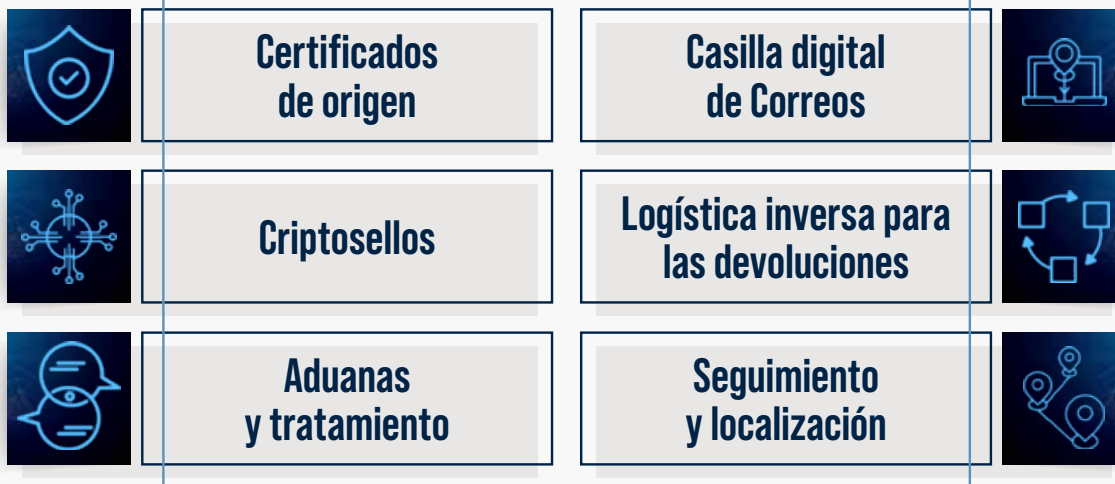 Certificados
de origen
Casilla digital
de Correos
Criptosellos
Logística inversa para
las devoluciones
Aduanas
y tratamiento
Seguimiento
y localización